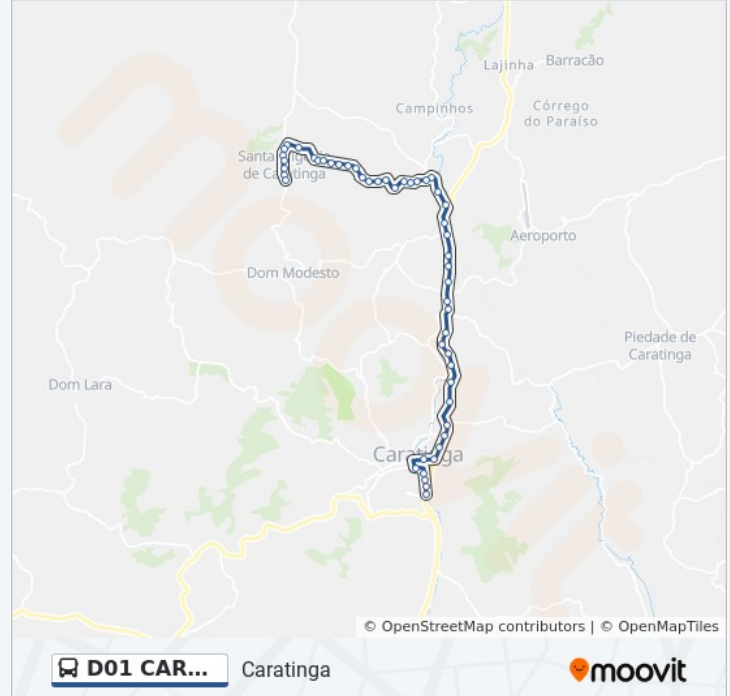 Lajinha
Barracão
Campinhos
Córrego
do Paraíso
Santa
de Caratinga
Aeroporto
Dom Modesto
Piedade de
Caratinga
Dom Lara
Caratinga
© OpenStreetMap contributors | © OpenMapTiles
D01 CAR... Caratinga
moovit